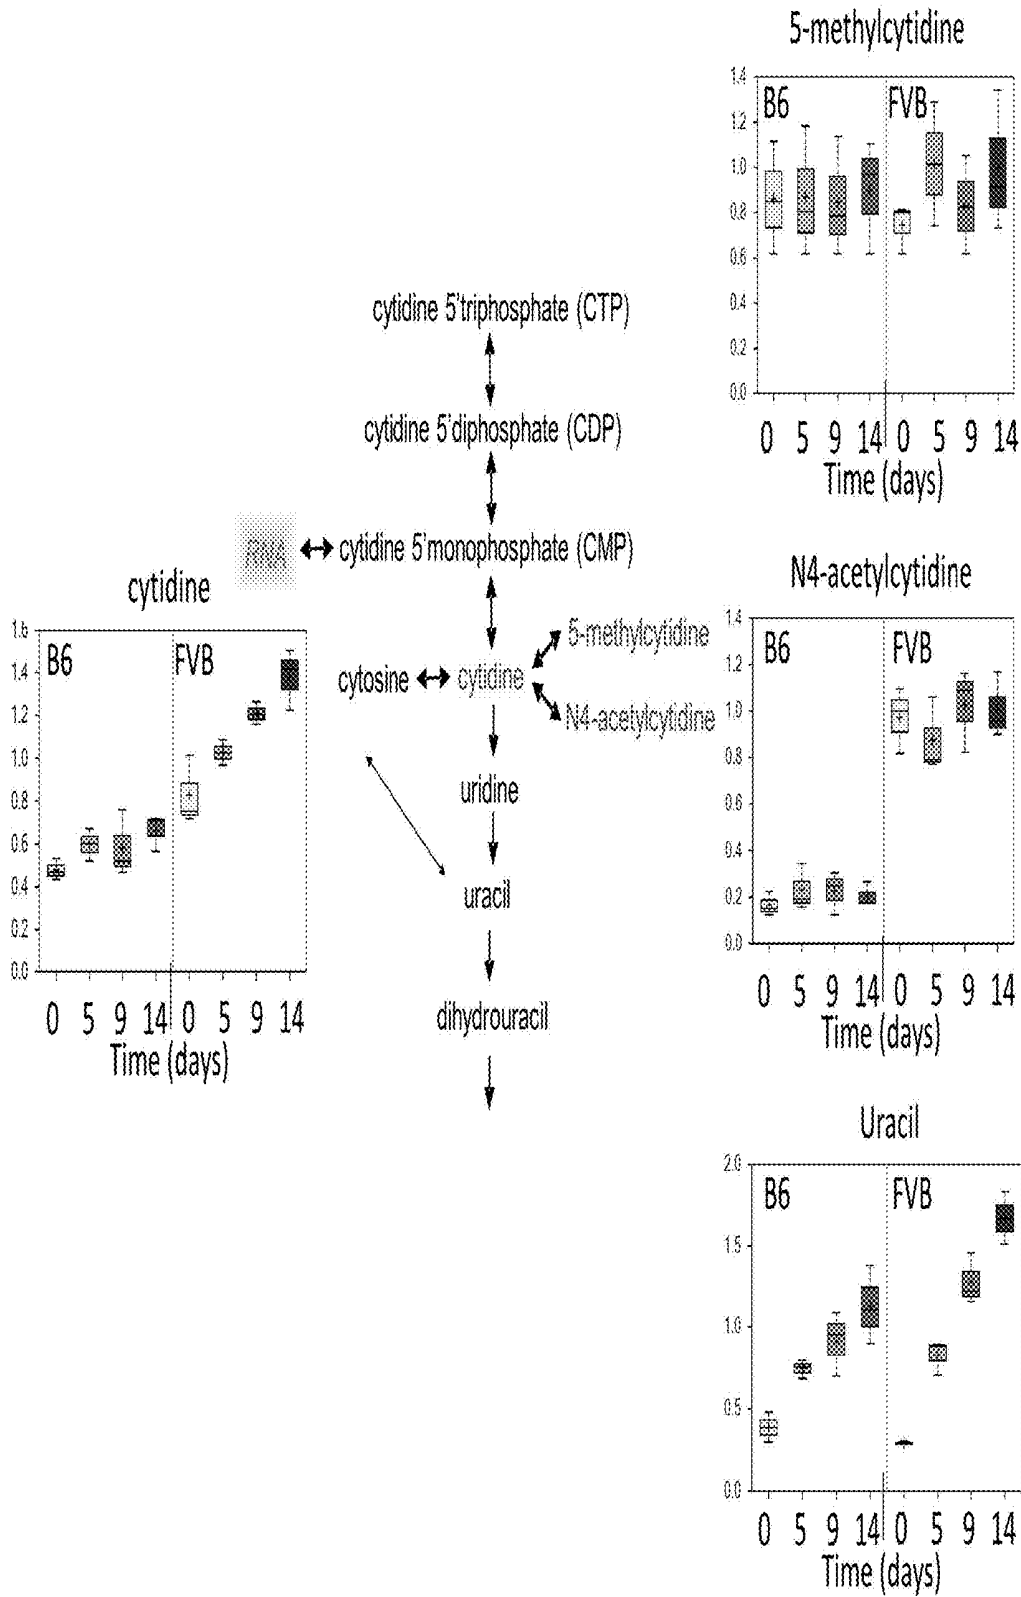 5-methylcytidine
1.4
1.2
1.0
0.8
0.6
0.4
0.2
0.0
B6 FVB
0 5 9 14 0 5 9 14
Time (days)
cytidine 5'triphosphate (CTP)
cytidine 5'diphosphate (CDP)
RNA cytidine 5'monophosphate (CMP)
5-methylcytidine
cytosine cytidine
N4-acetylcytidine
uridine
uracil
dihydrouracil
cytidine
1.6
1.4
1.2
1.0
0.8
0.6
0.4
0.2
0.0
B6 FVB
0 5 9 14 0 5 9 14
Time (days)
N4-acetylcytidine
1.4
1.2
1.0
0.8
0.6
0.4
0.2
0.0
B6 FVB
0 5 9 14 0 5 9 14
Time (days)
Uracil
2.0
1.5
1.0
0.5
0.0
B6 FVB
0 5 9 14 0 5 9 14
Time (days)